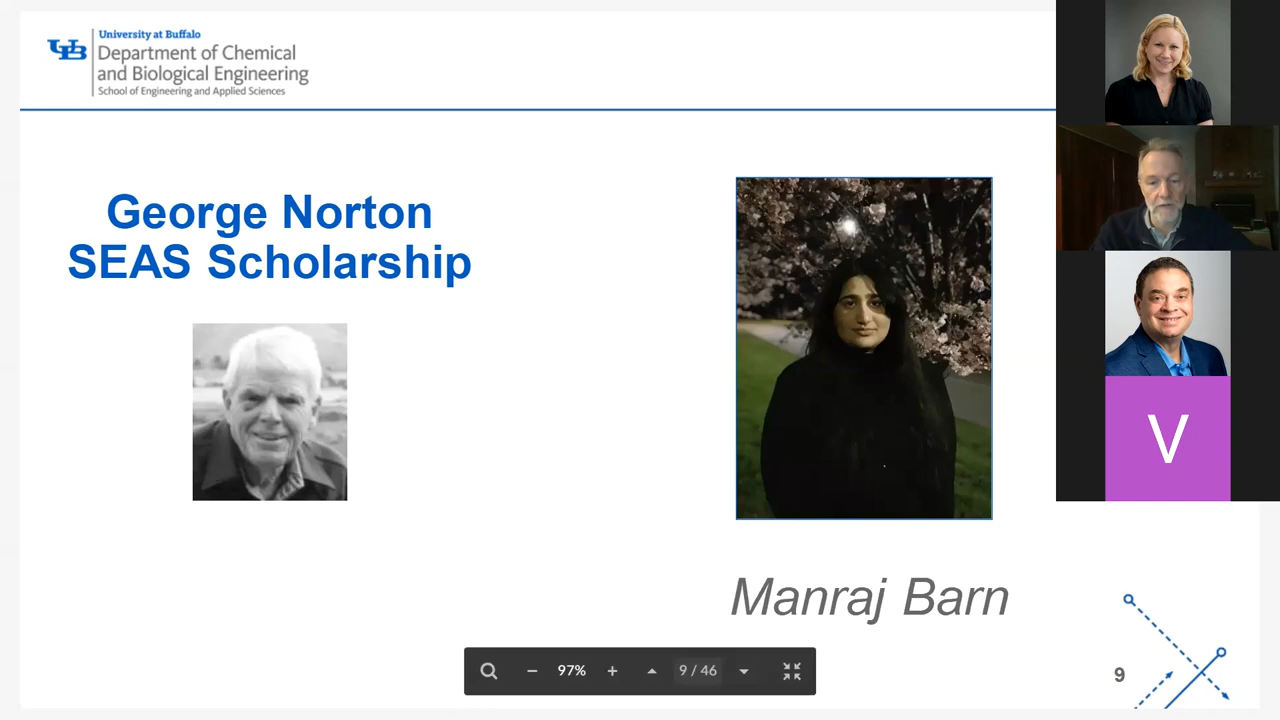 University at Buffalo
Department of Chemical
and Biological Engineering
School of Engineering and Applied Sciences
George Norton
SEAS Scholarship
Manraj Barn
V
97%
9 / 46
9